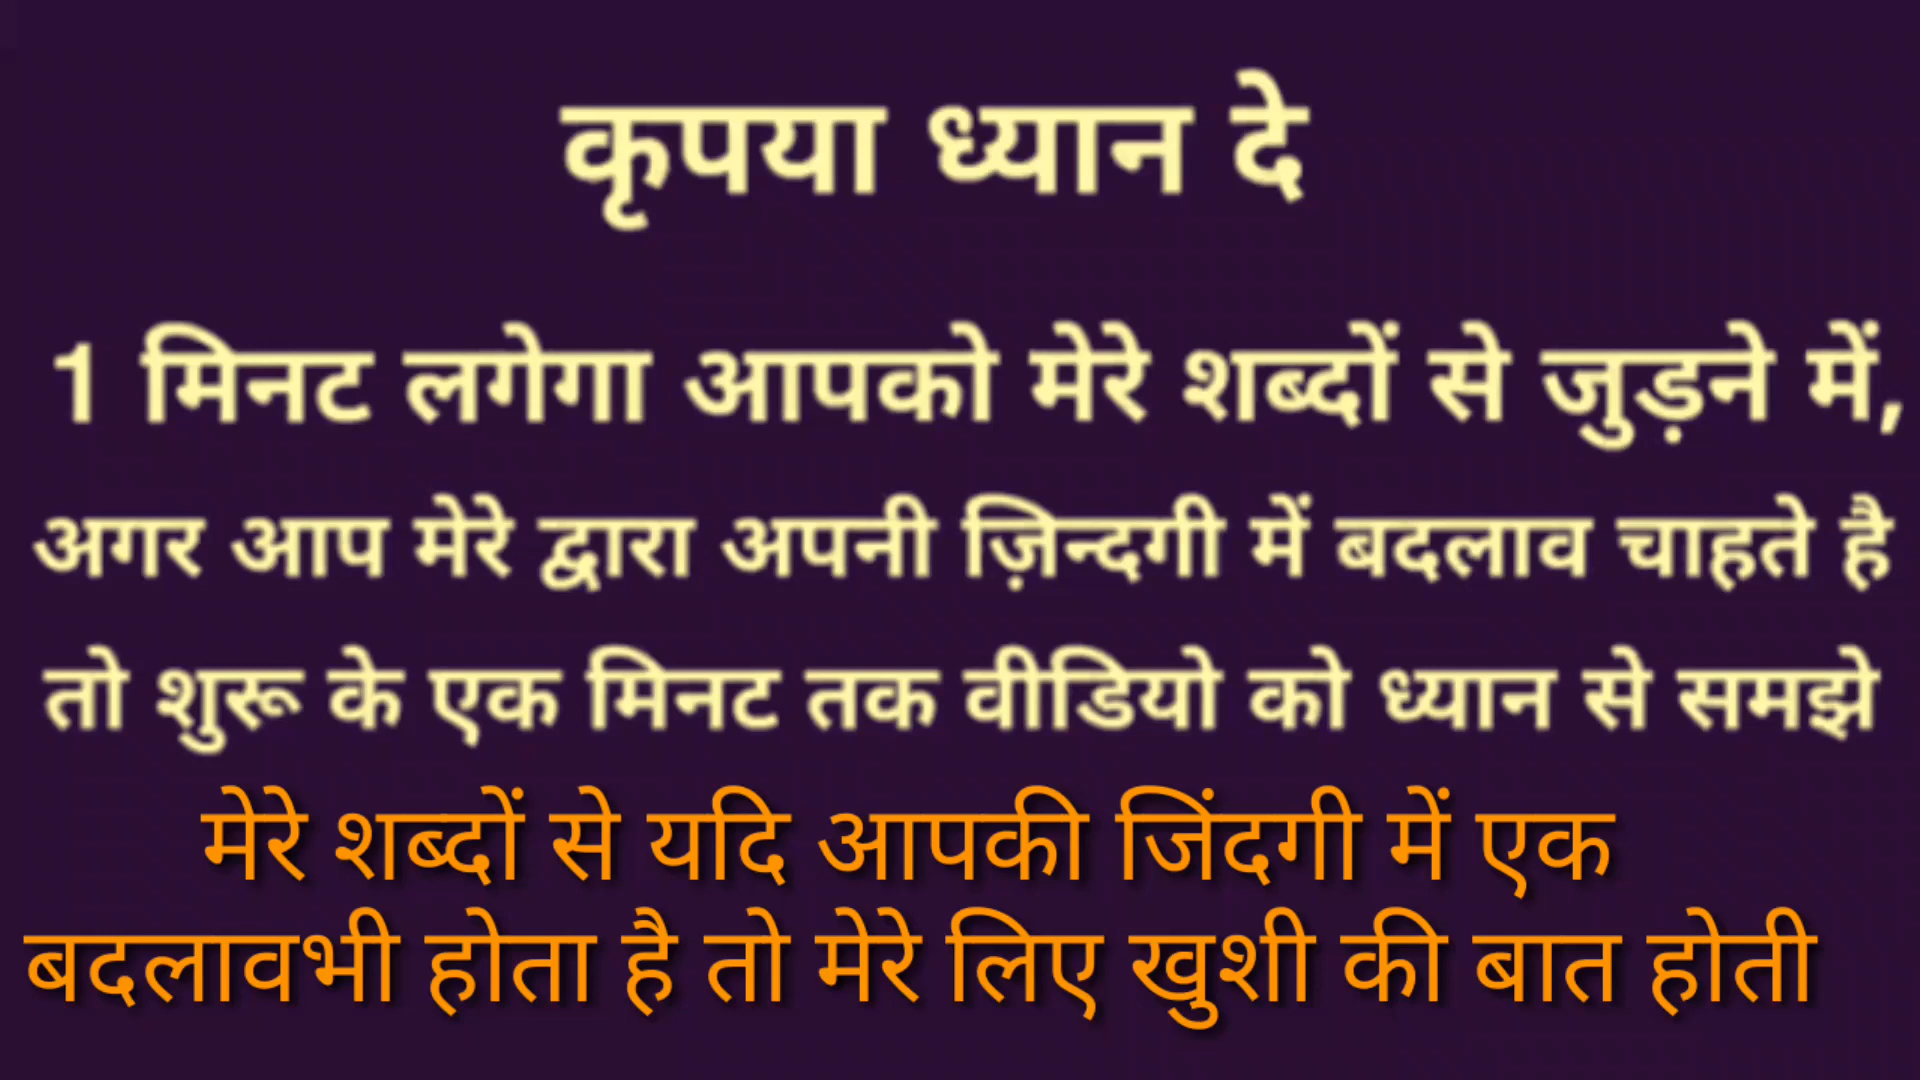 कृपया ध्यान दे
1 मिनट लगेगा आपको मेरे शब्दों से जुड़ने में,
अगर आप मेरे द्वारा अपनी ज़िन्दगी में बदलाव चाहते है
तो शुरू के एक मिनट तक वीडियो को ध्यान से समझे
मेरे शब्दों से यदि आपकी जिंदगी में एक
बदलावभी होता है तो मेरे लिए खुशी की बात होती